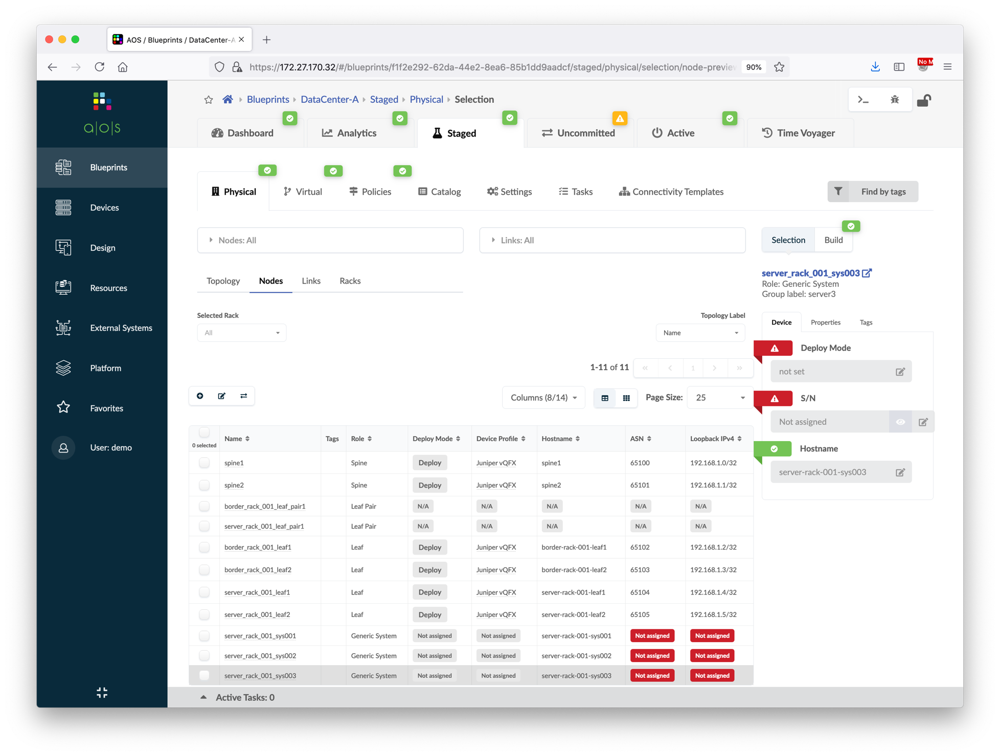 AOS / Blueprints / DataCenter-A
https://172.27.170.32/#/blueprints/f1f2e292-62da-44e2-8ea6-85b1dd9aadcf/staged/physical/selection/node-preview
90%
No M
a|o|s
Blueprints
Devices
Design
Resources
External Systems
Platform
Favorites
User: demo
Blueprints DataCenter-A Staged Physical Selection
Dashboard Analytics Staged Uncommitted Active Time Voyager
Physical Virtual Policies Catalog Settings Tasks Connectivity Templates Find by tags
Nodes: All Links: All
Selection Build
Topology Nodes Links Racks
server_rack_001_sys003
Role: Generic System
Group label: server3
Selected Rack Topology Label
All Name
Device Properties Tags
Deploy Mode
not set
S/N
Not assigned
Hostname
server-rack-001-sys003
1-11 of 11 « < 1 > »
Columns (8/14) Page Size: 25
0 selected Name Tags Role Deploy Mode Device Profile Hostname ASN Loopback IPv4
spine1 Spine Deploy Juniper vQFX spine1 65100 192.168.1.0/32
spine2 Spine Deploy Juniper vQFX spine2 65101 192.168.1.1/32
border_rack_001_leaf_pair1 Leaf Pair N/A N/A N/A N/A N/A
server_rack_001_leaf_pair1 Leaf Pair N/A N/A N/A N/A N/A
border_rack_001_leaf1 Leaf Deploy Juniper vQFX border-rack-001-leaf1 65102 192.168.1.2/32
border_rack_001_leaf2 Leaf Deploy Juniper vQFX border-rack-001-leaf2 65103 192.168.1.3/32
server_rack_001_leaf1 Leaf Deploy Juniper vQFX server-rack-001-leaf1 65104 192.168.1.4/32
server_rack_001_leaf2 Leaf Deploy Juniper vQFX server-rack-001-leaf2 65105 192.168.1.5/32
server_rack_001_sys001 Generic System Not assigned Not assigned server-rack-001-sys001 Not assigned Not assigned
server_rack_001_sys002 Generic System Not assigned Not assigned server-rack-001-sys002 Not assigned Not assigned
server_rack_001_sys003 Generic System Not assigned Not assigned server-rack-001-sys003 Not assigned Not assigned
Active Tasks: 0